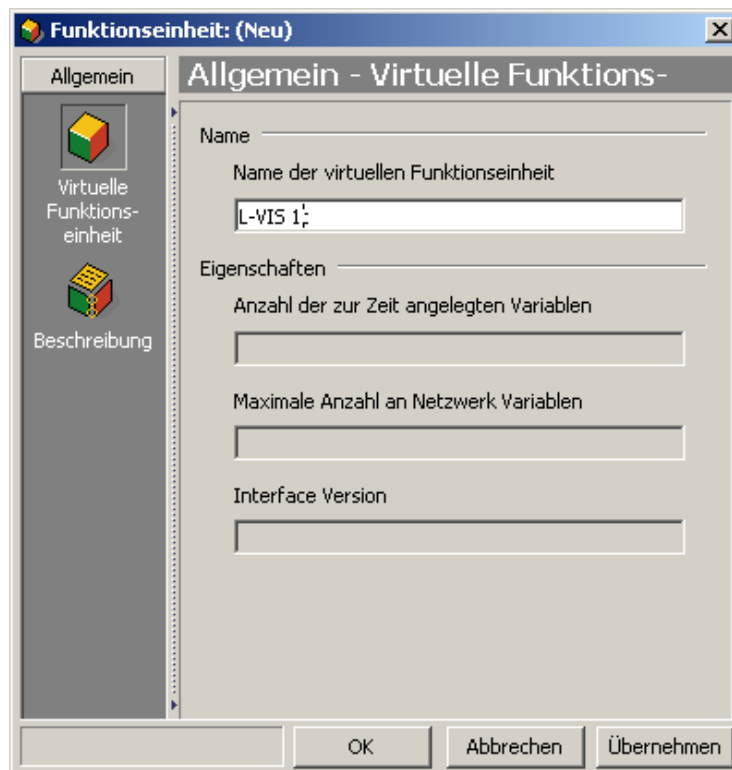 Funktionseinheit: (Neu)
Allgemein
Allgemein - Virtuelle Funktions-
Virtuelle
Funktions-
einheit
Beschreibung
Name
Name der virtuellen Funktionseinheit
L-VIS 1
Eigenschaften
Anzahl der zur Zeit angelegten Variablen
Maximale Anzahl an Netzwerk Variablen
Interface Version
OK
Abbrechen
Übernehmen